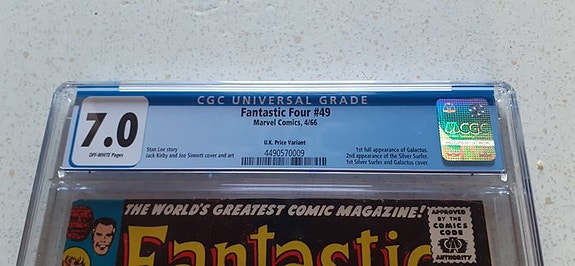 CGC UNIVERSAL GRADE
7.0
OFF-WHITE Pages
Fantastic Four #49
Marvel Comics, 4/66
U.K. Price Variant
Stan Lee story
Jack Kirby and Joe Sinnott cover and art
4490570009
1st full appearance of Galactus.
2nd appearance of the Silver Surfer.
1st Silver Surfer and Galactus cover.
CGC
THE WORLD'S GREATEST COMIC MAGAZINE!
APPROVED
BY THE
COMICS
CODE
AUTHORITY
Fantastic